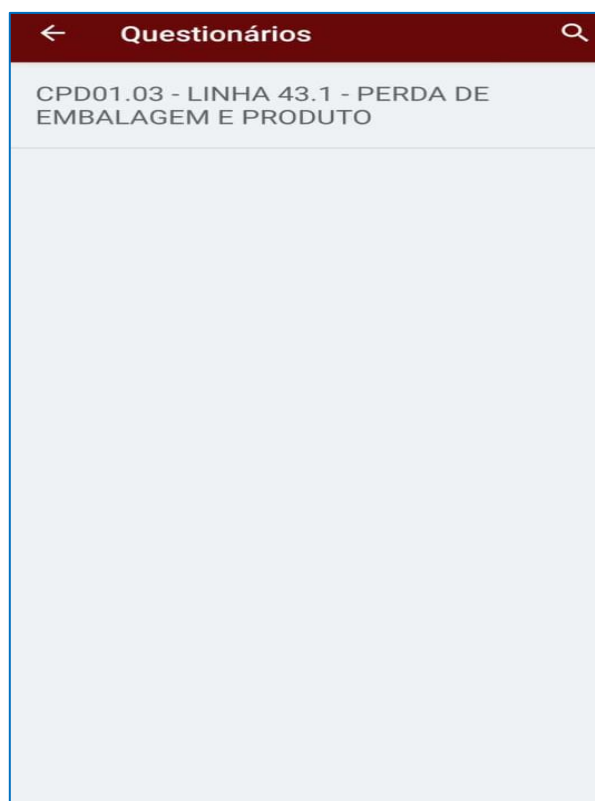 Questionários
CPD01.03 - LINHA 43.1 - PERDA DE
EMBALAGEM E PRODUTO